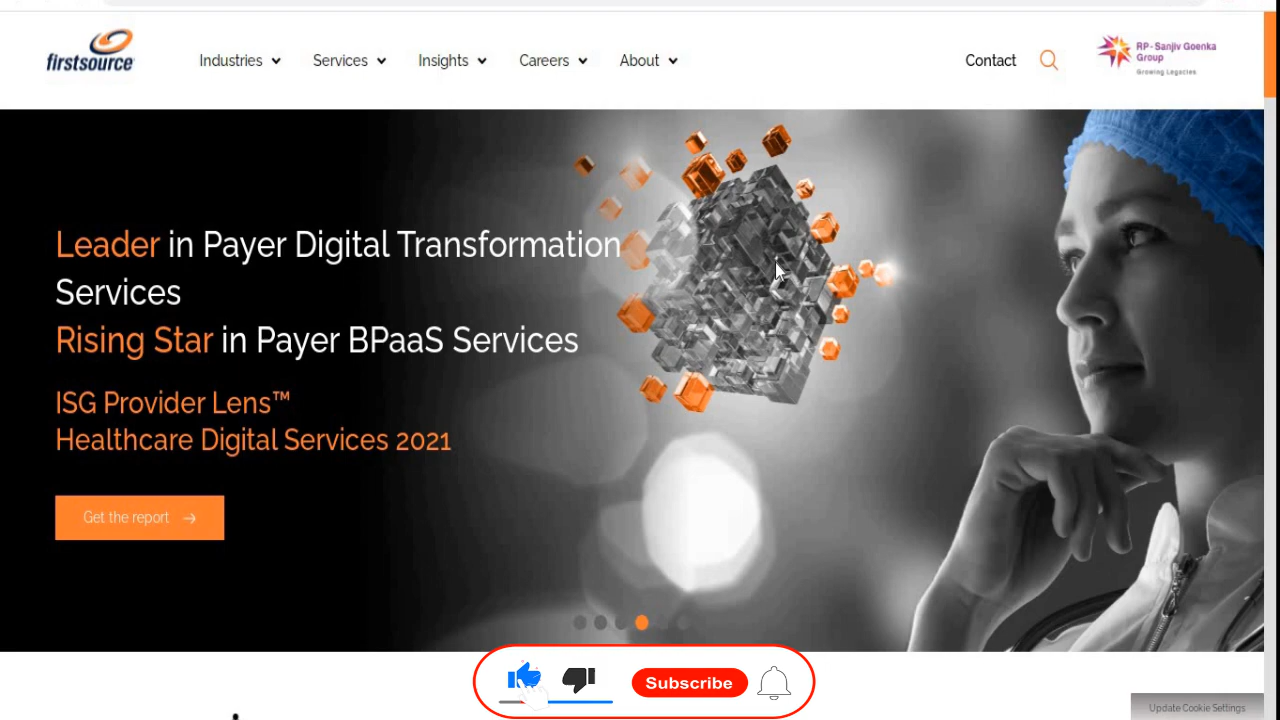 firstsource
Industries
Services
Insights
Careers
About
Contact
RP-Sanjiv Goenka
Group
Growing Legacies
Leader in Payer Digital Transformation
Services
Rising Star in Payer BPaaS Services
ISG Provider Lens™
Healthcare Digital Services 2021
Get the report →
Subscribe
Update Cookie Settings